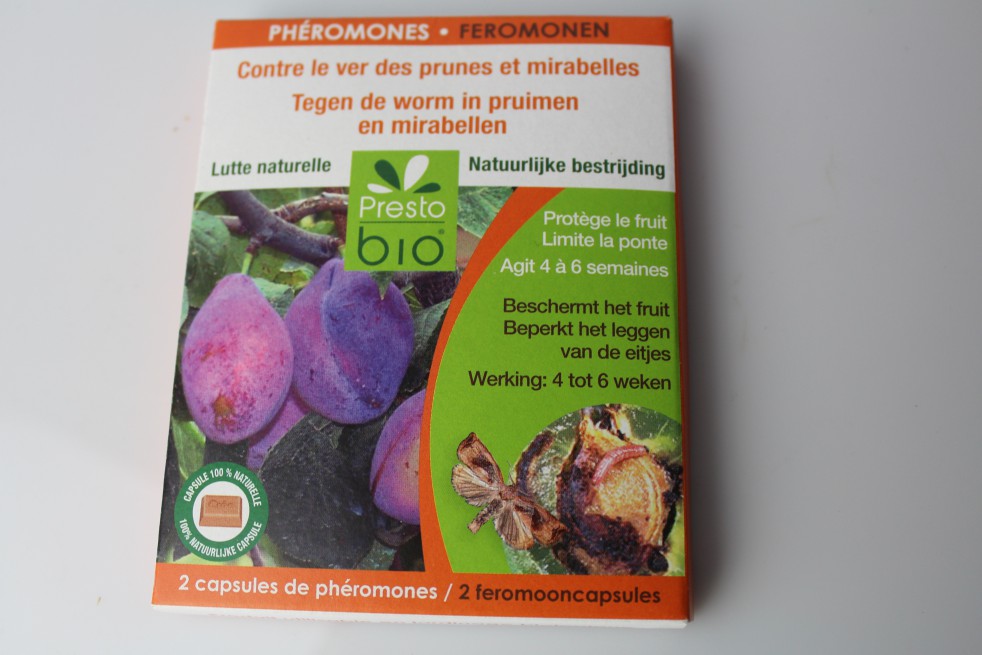 PHÉROMONES • FEROMONEN
Contre le ver des prunes et mirabelles
Tegen de worm in pruimen
en mirabellen
Lutte naturelle
Presto
bio®
Natuurlijke bestrijding
Protège le fruit
Limite la ponte
Agit 4 à 6 semaines
Beschermt het fruit
Beperkt het leggen
van de eitjes
Werking: 4 tot 6 weken
CAPSULE 100 % NATURELLE
100% NATUURLIJKE CAPSULE
2 capsules de phéromones / 2 feromooncapsules